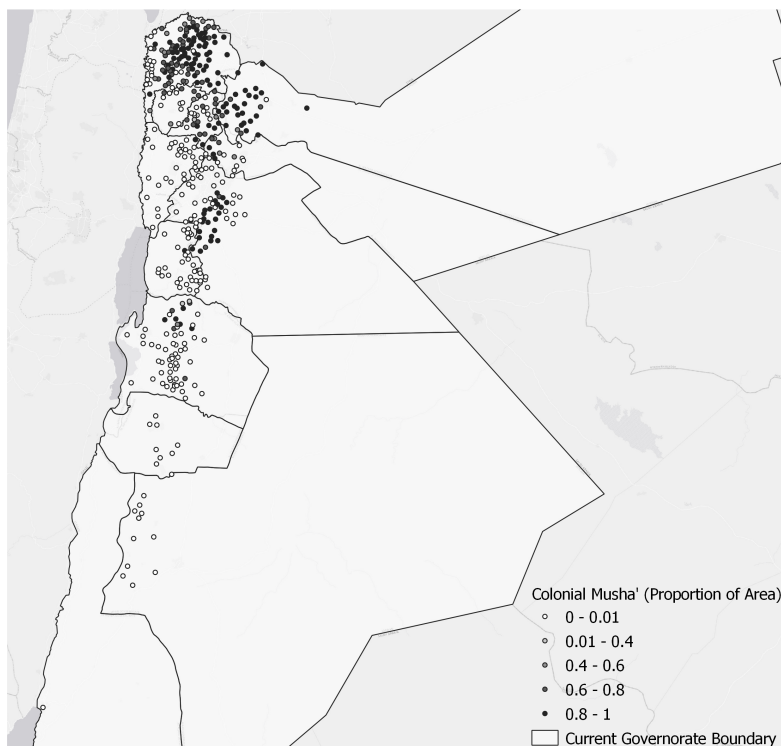 Colonial Musha' (Proportion of Area)
0 - 0.01
0.01 - 0.4
0.4 - 0.6
0.6 - 0.8
0.8 - 1
Current Governorate Boundary